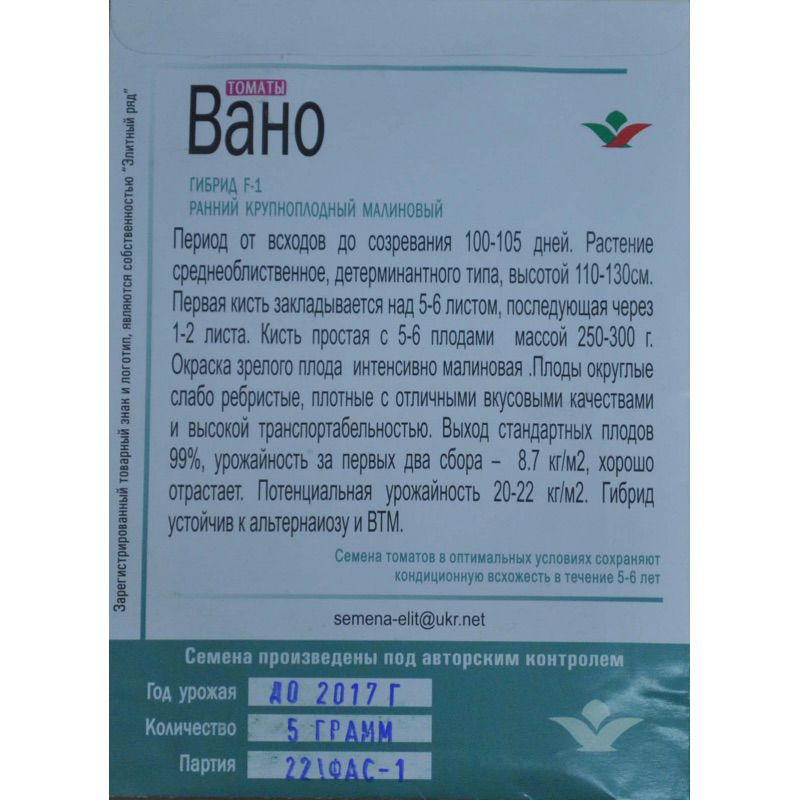 ТОМАТЫ
Вано
ГИБРИД F-1
РАННИЙ КРУПНОПЛОДНЫЙ МАЛИНОВЫЙ
Период от всходов до созревания 100-105 дней. Растение
среднеоблиственное, детерминантного типа, высотой 110-130см.
Первая кисть закладывается над 5-6 листом, последующая через
1-2 листа. Кисть простая с 5-6 плодами массой 250-300 г.
Окраска зрелого плода интенсивно малиновая .Плоды округлые
слабо ребристые, плотные с отличными вкусовыми качествами
и высокой транспортабельностью. Выход стандартных плодов
99%, урожайность за первых два сбора – 8.7 кг/м2, хорошо
отрастает. Потенциальная урожайность 20-22 кг/м2. Гибрид
устойчив к альтернаиозу и ВТМ.
Семена томатов в оптимальных условиях сохраняют
кондиционную всхожесть в течение 5-6 лет
semena-elit@ukr.net
Зарегистрированный товарный знак и логотип, являются собственностью "Элитный ряд"
Семена произведены под авторским контролем
Год урожая ДО 2017 Г
Количество 5 ГРАММ
Партия 22\ФАС-1